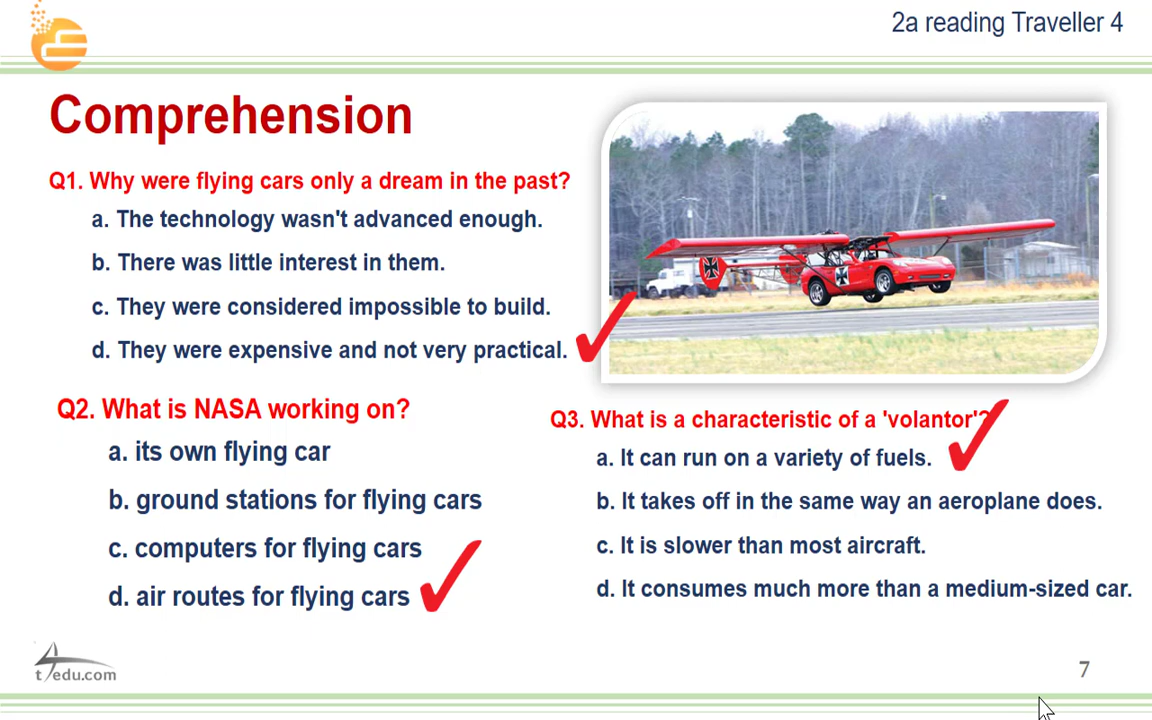 2a reading Traveller 4
Comprehension
Q1. Why were flying cars only a dream in the past?
a. The technology wasn't advanced enough.
b. There was little interest in them.
c. They were considered impossible to build.
d. They were expensive and not very practical.
Q2. What is NASA working on?
a. its own flying car
b. ground stations for flying cars
c. computers for flying cars
d. air routes for flying cars
Q3. What is a characteristic of a 'volantor'?
a. It can run on a variety of fuels.
b. It takes off in the same way an aeroplane does.
c. It is slower than most aircraft.
d. It consumes much more than a medium-sized car.
t4edu.com
7